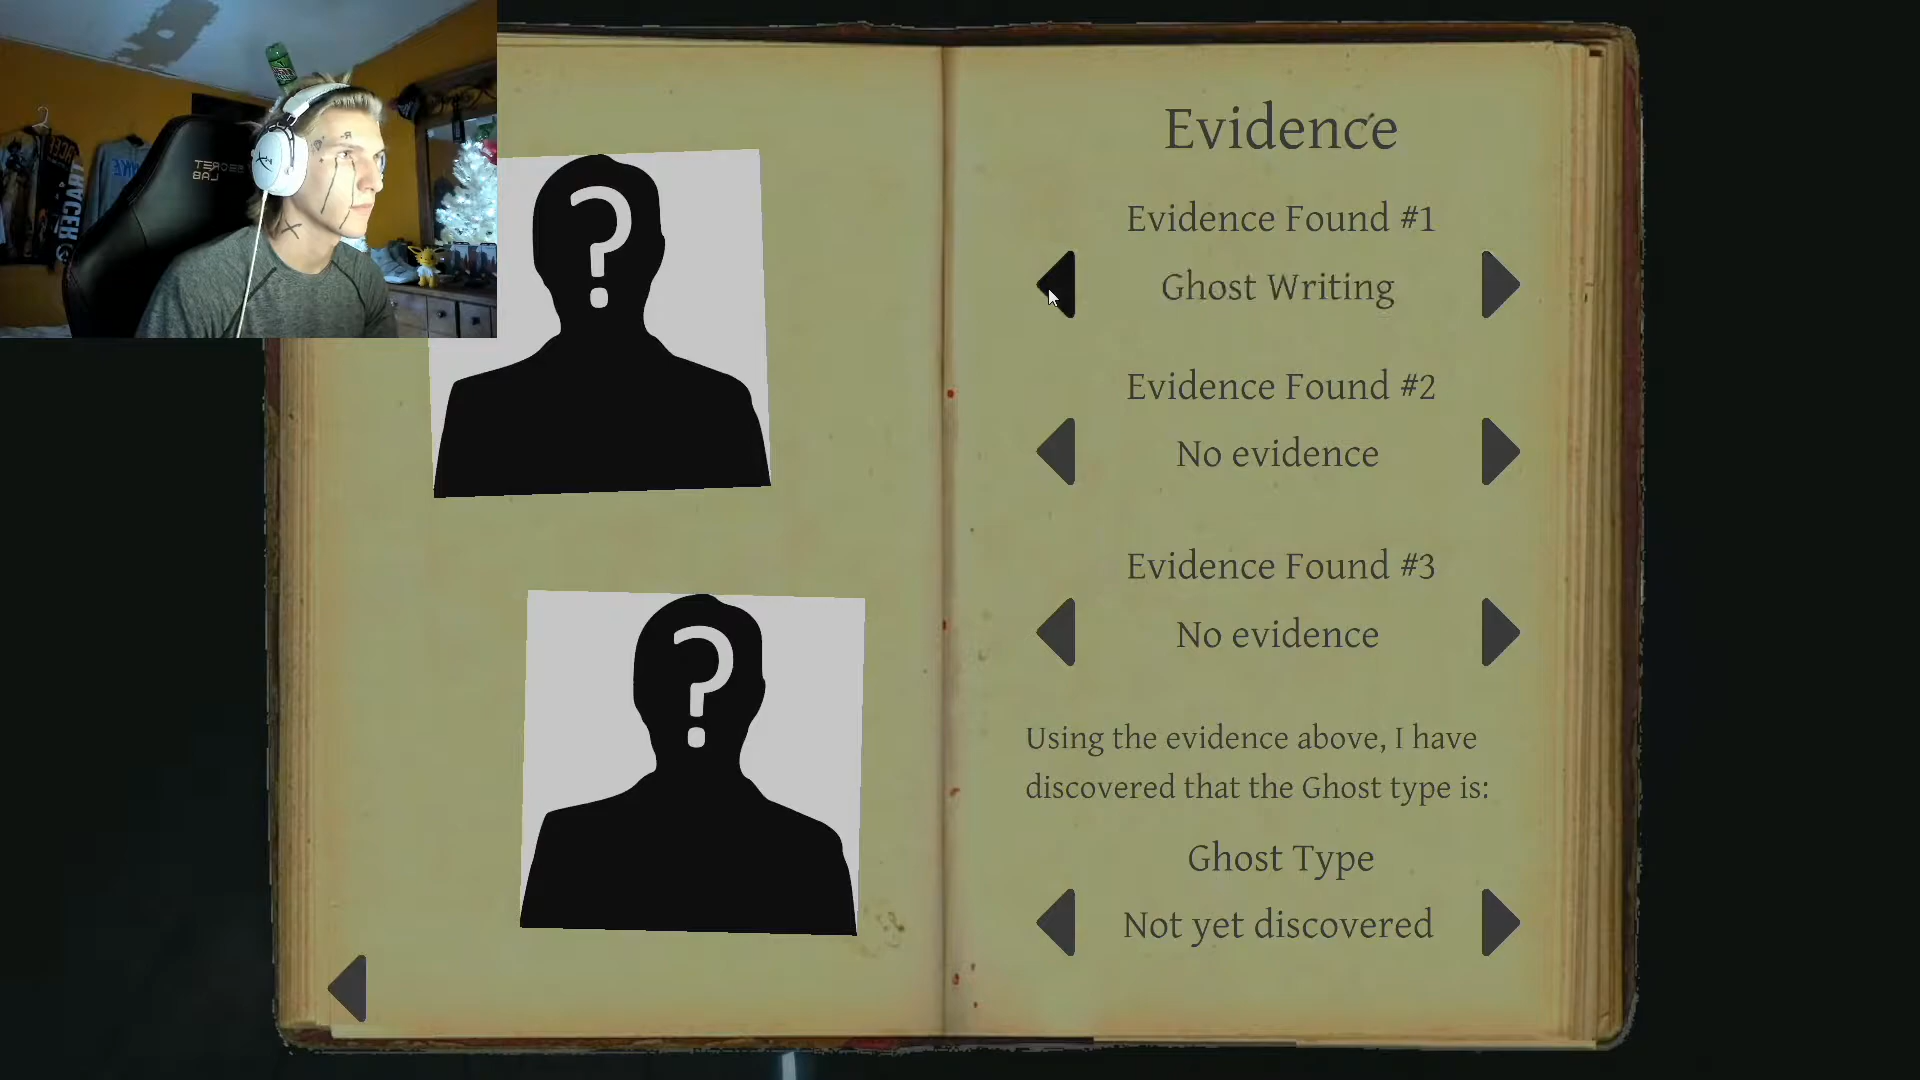 Evidence
Evidence Found #1
Ghost Writing
Evidence Found #2
No evidence
Evidence Found #3
No evidence
Using the evidence above, I have
discovered that the Ghost type is:
Ghost Type
Not yet discovered
?
?